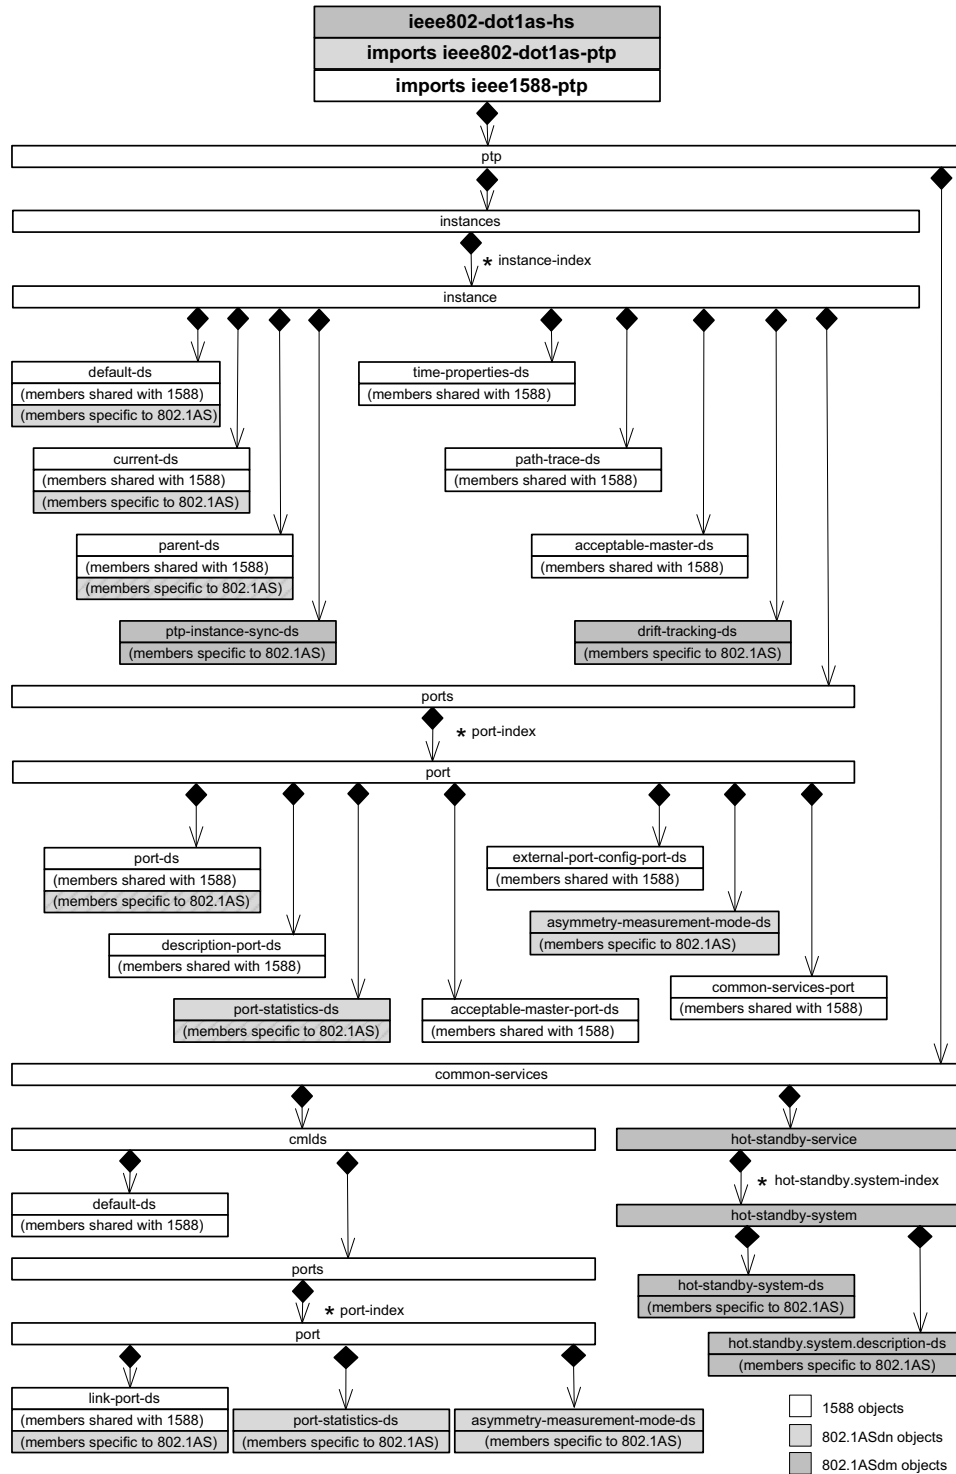 ieee802-dot1as-hs
imports ieee802-dot1as-ptp
imports ieee1588-ptp
ptp
instances
* instance-index
instance
default-ds
(members shared with 1588)
(members specific to 802.1AS)
time-properties-ds
(members shared with 1588)
current-ds
(members shared with 1588)
(members specific to 802.1AS)
path-trace-ds
(members shared with 1588)
parent-ds
(members shared with 1588)
(members specific to 802.1AS)
acceptable-master-ds
(members shared with 1588)
ptp-instance-sync-ds
(members specific to 802.1AS)
drift-tracking-ds
(members specific to 802.1AS)
ports
* port-index
port
port-ds
(members shared with 1588)
(members specific to 802.1AS)
external-port-config-port-ds
(members shared with 1588)
description-port-ds
(members shared with 1588)
asymmetry-measurement-mode-ds
(members specific to 802.1AS)
port-statistics-ds
(members specific to 802.1AS)
acceptable-master-port-ds
(members shared with 1588)
common-services-port
(members shared with 1588)
common-services
cmlds
hot-standby-service
default-ds
(members shared with 1588)
* hot-standby.system-index
hot-standby-system
ports
* port-index
port
hot-standby-system-ds
(members specific to 802.1AS)
hot.standby.system.description-ds
(members specific to 802.1AS)
link-port-ds
(members shared with 1588)
(members specific to 802.1AS)
port-statistics-ds
(members specific to 802.1AS)
asymmetry-measurement-mode-ds
(members specific to 802.1AS)
1588 objects
802.1ASdn objects
802.1ASdm objects